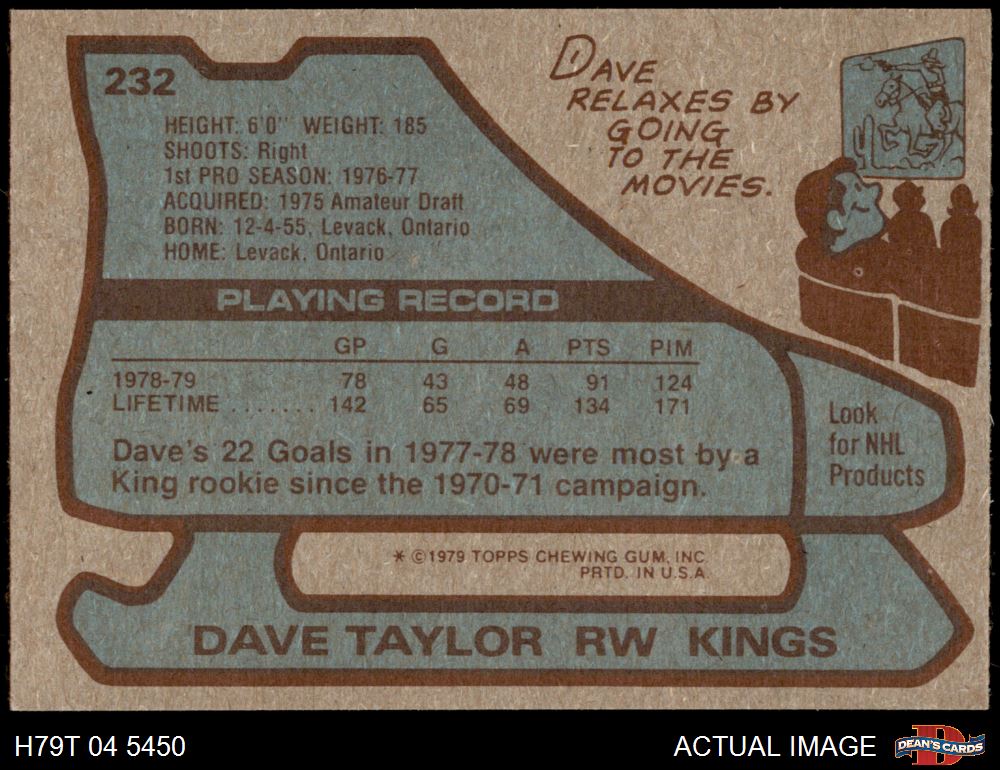 232
HEIGHT: 6'0" WEIGHT: 185
SHOOTS: Right
1st PRO SEASON: 1976-77
ACQUIRED: 1975 Amateur Draft
BORN: 12-4-55, Levack, Ontario
HOME: Levack, Ontario
DAVE
RELAXES BY
GOING
TO THE
MOVIES.
PLAYING RECORD
GP G A PTS PIM
1978-79 78 43 48 91 124
LIFETIME ....... 142 65 69 134 171
Dave's 22 Goals in 1977-78 were most by a
King rookie since the 1970-71 campaign.
Look
for NHL
Products
* ©1979 TOPPS CHEWING GUM, INC.
PRTD. IN U.S.A.
DAVE TAYLOR RW KINGS
H79T 04 5450
ACTUAL IMAGE
D
DEAN'S CARDS